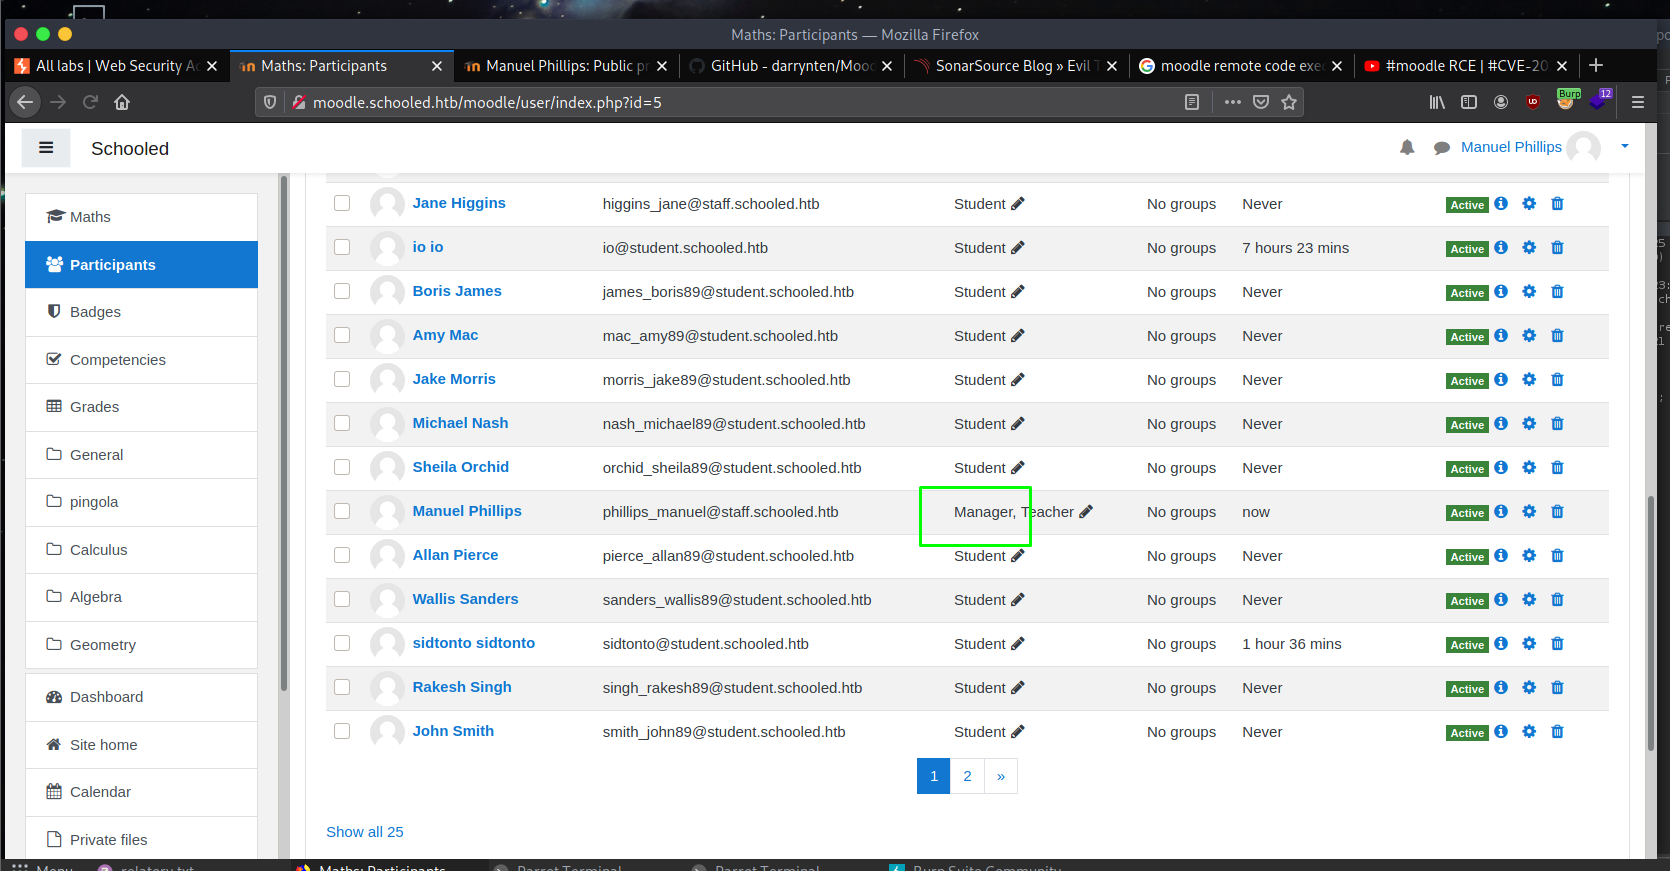 Maths: Participants — Mozilla Firefox
All labs | Web Security Ac
Maths: Participants
Manuel Phillips: Public pr
GitHub - darrynten/Mood
SonarSource Blog » Evil T
moodle remote code exec
#moodle RCE | #CVE-20
moodle.schooled.htb/moodle/user/index.php?id=5
Burp
12
Schooled
Manuel Phillips
Maths
Participants
Badges
Competencies
Grades
General
pingola
Calculus
Algebra
Geometry
Dashboard
Site home
Calendar
Private files
Jane Higgins higgins_jane@staff.schooled.htb Student No groups Never Active
io io io@student.schooled.htb Student No groups 7 hours 23 mins Active
Boris James james_boris89@student.schooled.htb Student No groups Never Active
Amy Mac mac_amy89@student.schooled.htb Student No groups Never Active
Jake Morris morris_jake89@student.schooled.htb Student No groups Never Active
Michael Nash nash_michael89@student.schooled.htb Student No groups Never Active
Sheila Orchid orchid_sheila89@student.schooled.htb Student No groups Never Active
Manuel Phillips phillips_manuel@staff.schooled.htb Manager, Teacher No groups now Active
Allan Pierce pierce_allan89@student.schooled.htb Student No groups Never Active
Wallis Sanders sanders_wallis89@student.schooled.htb Student No groups Never Active
sidtonto sidtonto sidtonto@student.schooled.htb Student No groups 1 hour 36 mins Active
Rakesh Singh singh_rakesh89@student.schooled.htb Student No groups Never Active
John Smith smith_john89@student.schooled.htb Student No groups Never Active
1 2 »
Show all 25
Menu
relatory.txt
Maths: Participants
Parrot Terminal
Parrot Terminal
Burp Suite Community